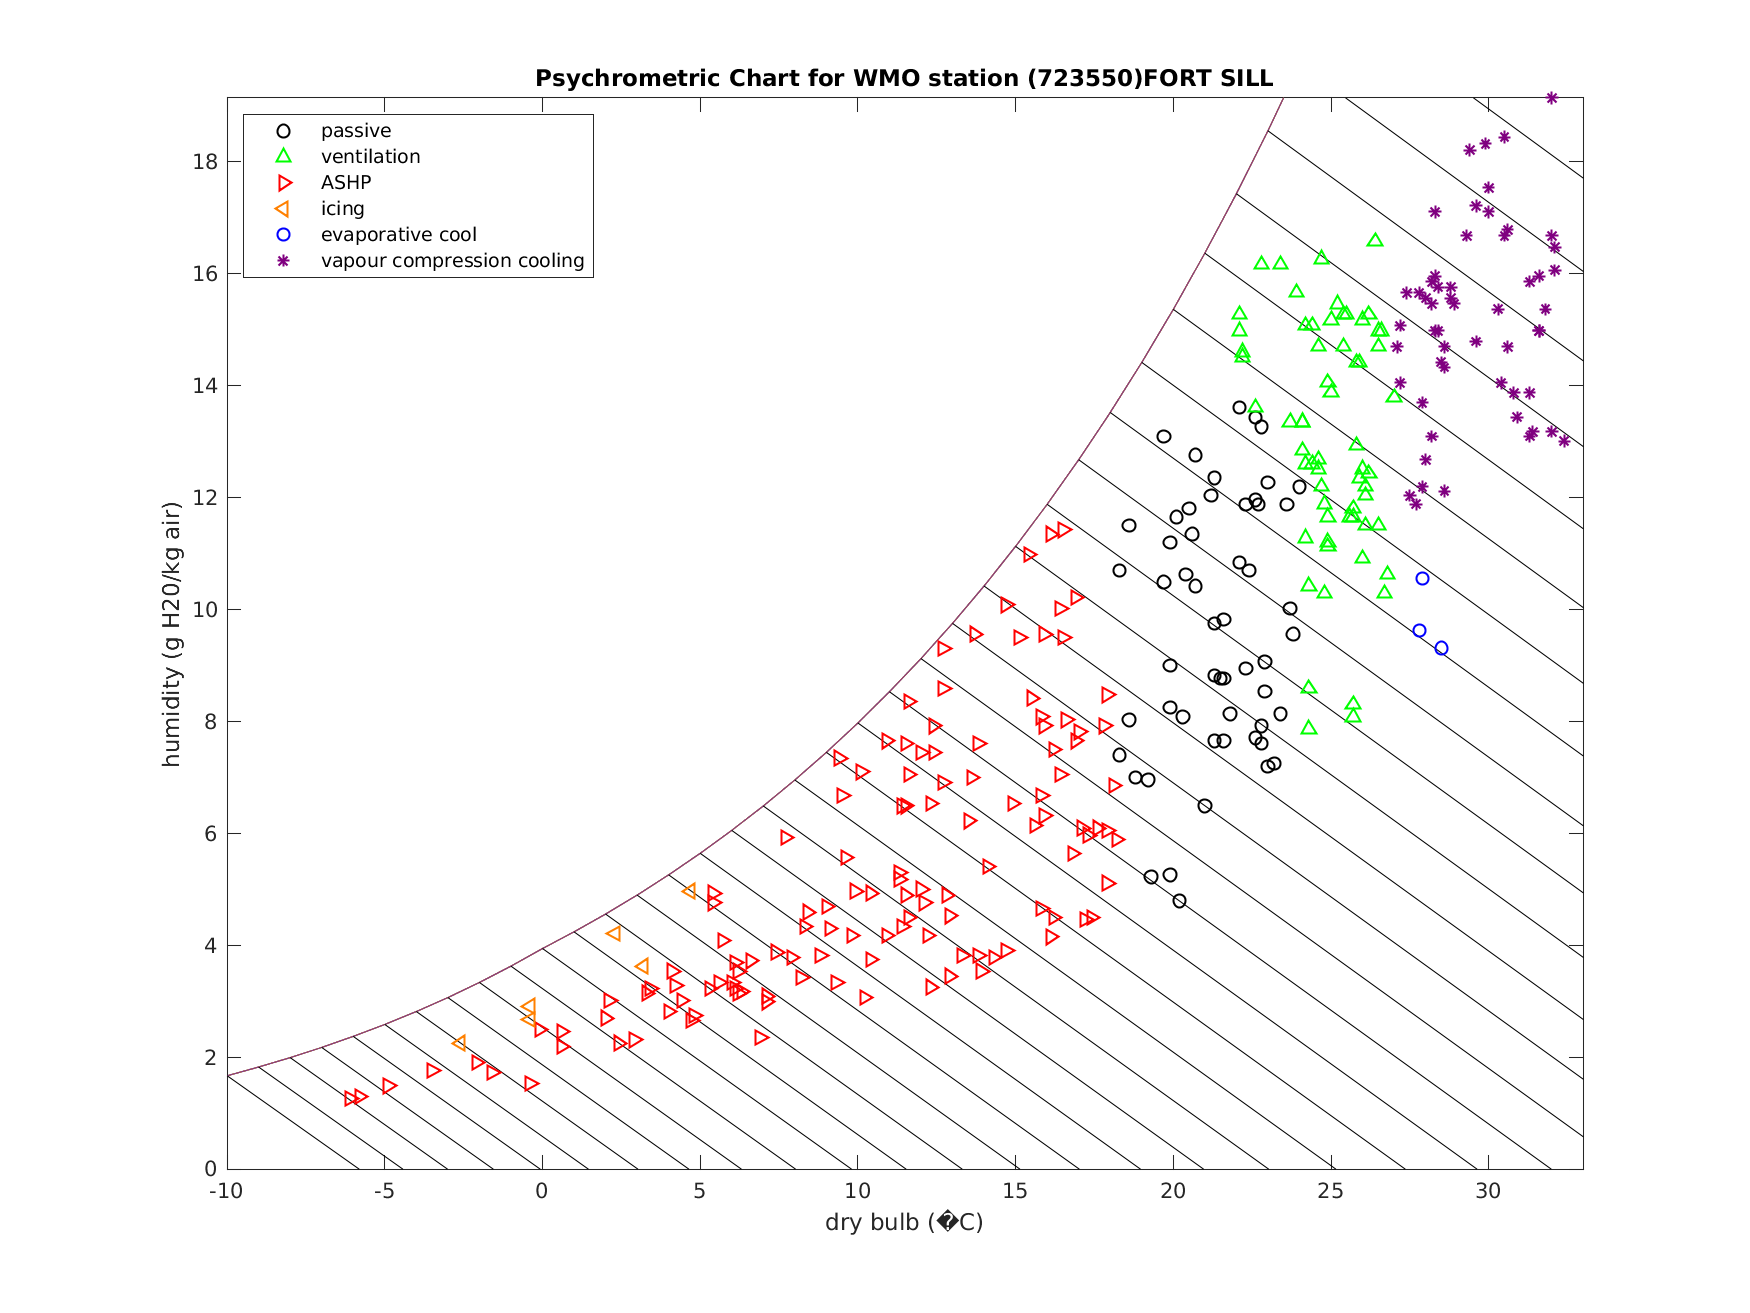 Psychrometric Chart for WMO station (723550)FORT SILL
passive
ventilation
ASHP
icing
evaporative cool
vapour compression cooling
humidity (g H20/kg air)
18
16
14
12
10
8
6
4
2
0
-10 -5 0 5 10 15 20 25 30
dry bulb (�C)